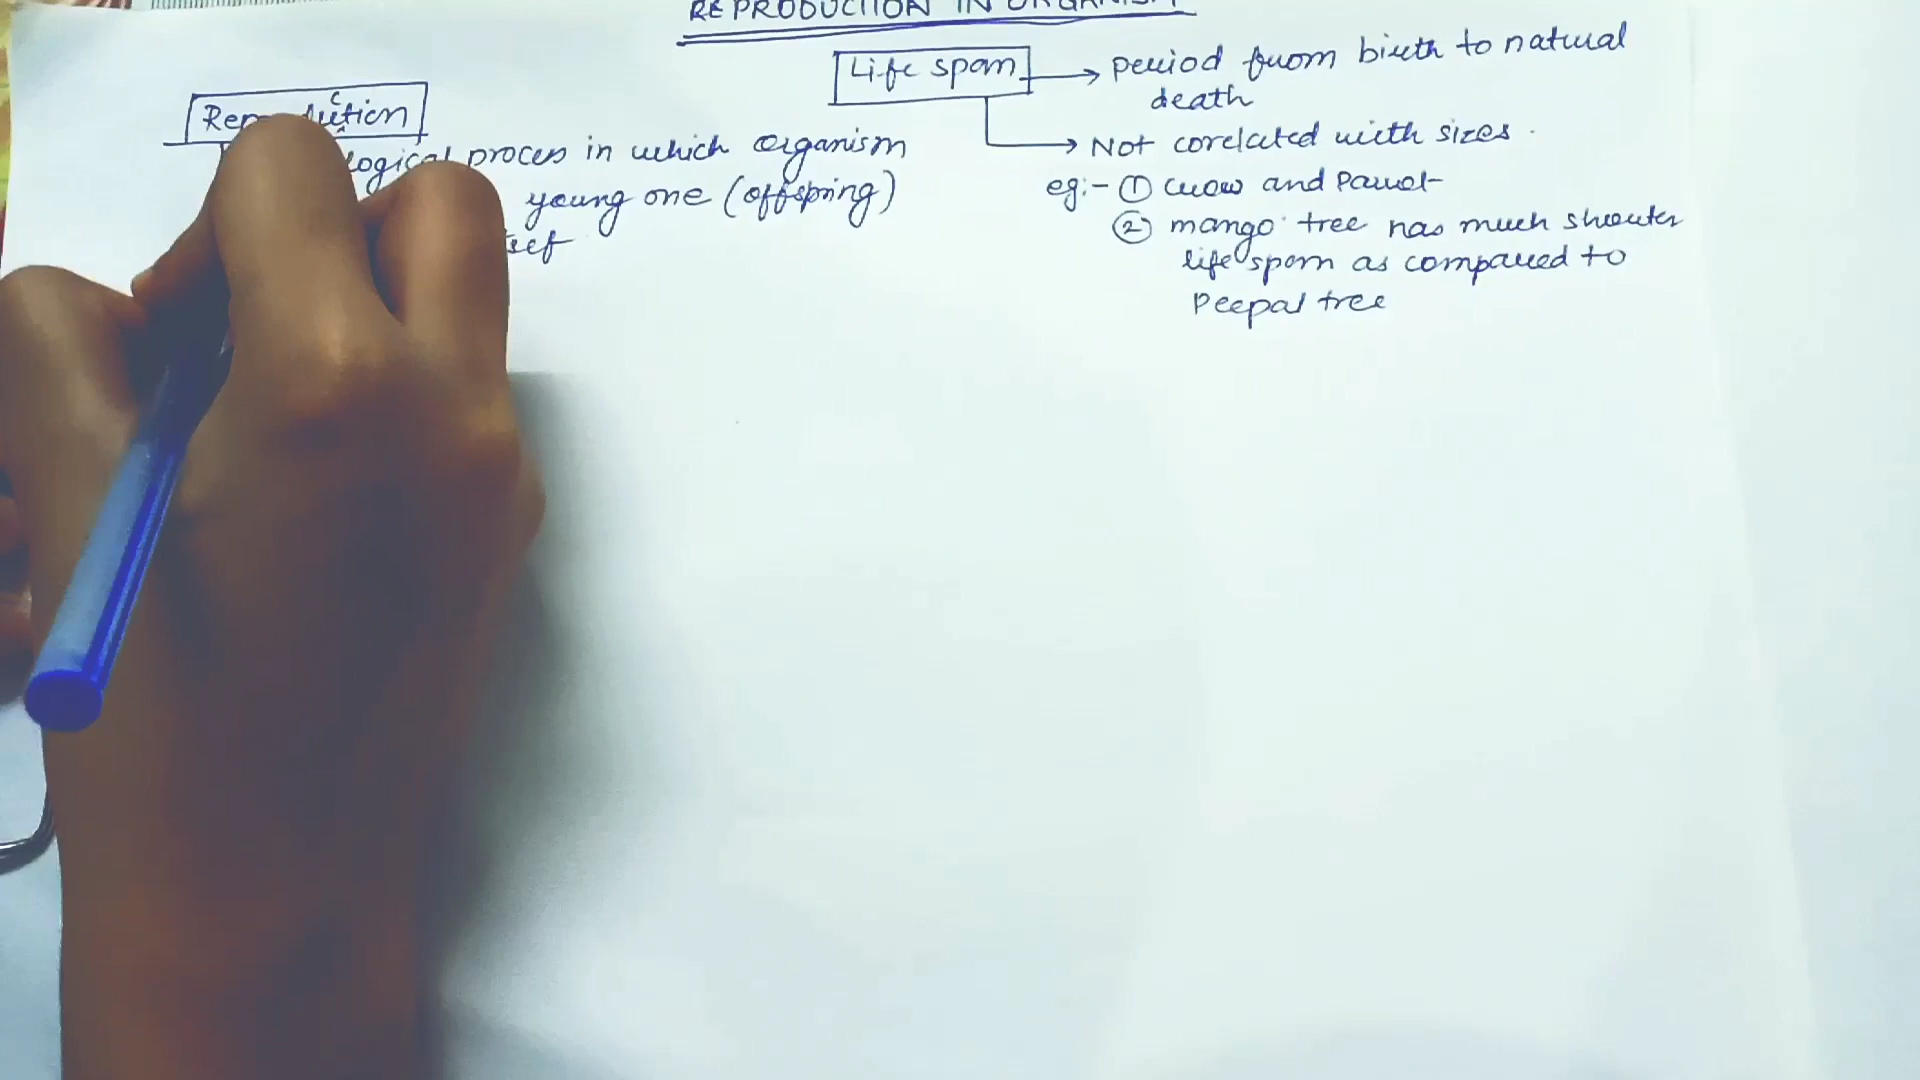 REPRODUCTION IN ORGANISM
Life span → period from birth to natural
death
→ Not corelated with sizes.
eg:- ① crow and Parrot
② mango tree has much shorter
life span as compared to
Peepal tree
proces in which organism
young one (offspring)